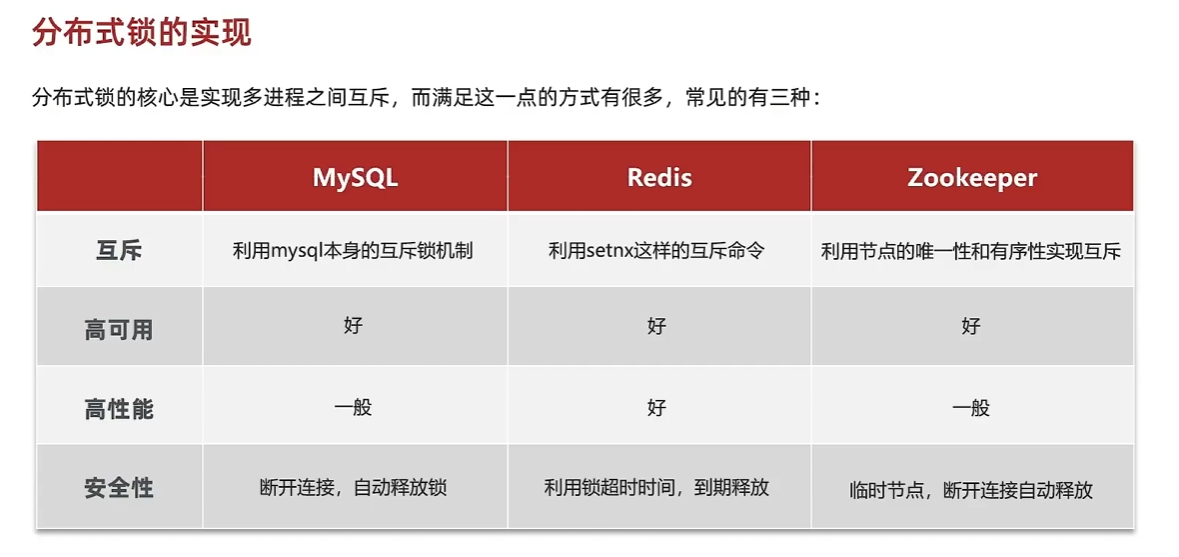 分布式锁的实现
分布式锁的核心是实现多进程之间互斥，而满足这一点的方式有很多，常见的有三种：
MySQL Redis Zookeeper
互斥 利用mysql本身的互斥锁机制 利用setnx这样的互斥命令 利用节点的唯一性和有序性实现互斥
高可用 好 好 好
高性能 一般 好 一般
安全性 断开连接，自动释放锁 利用锁超时时间，到期释放 临时节点，断开连接自动释放